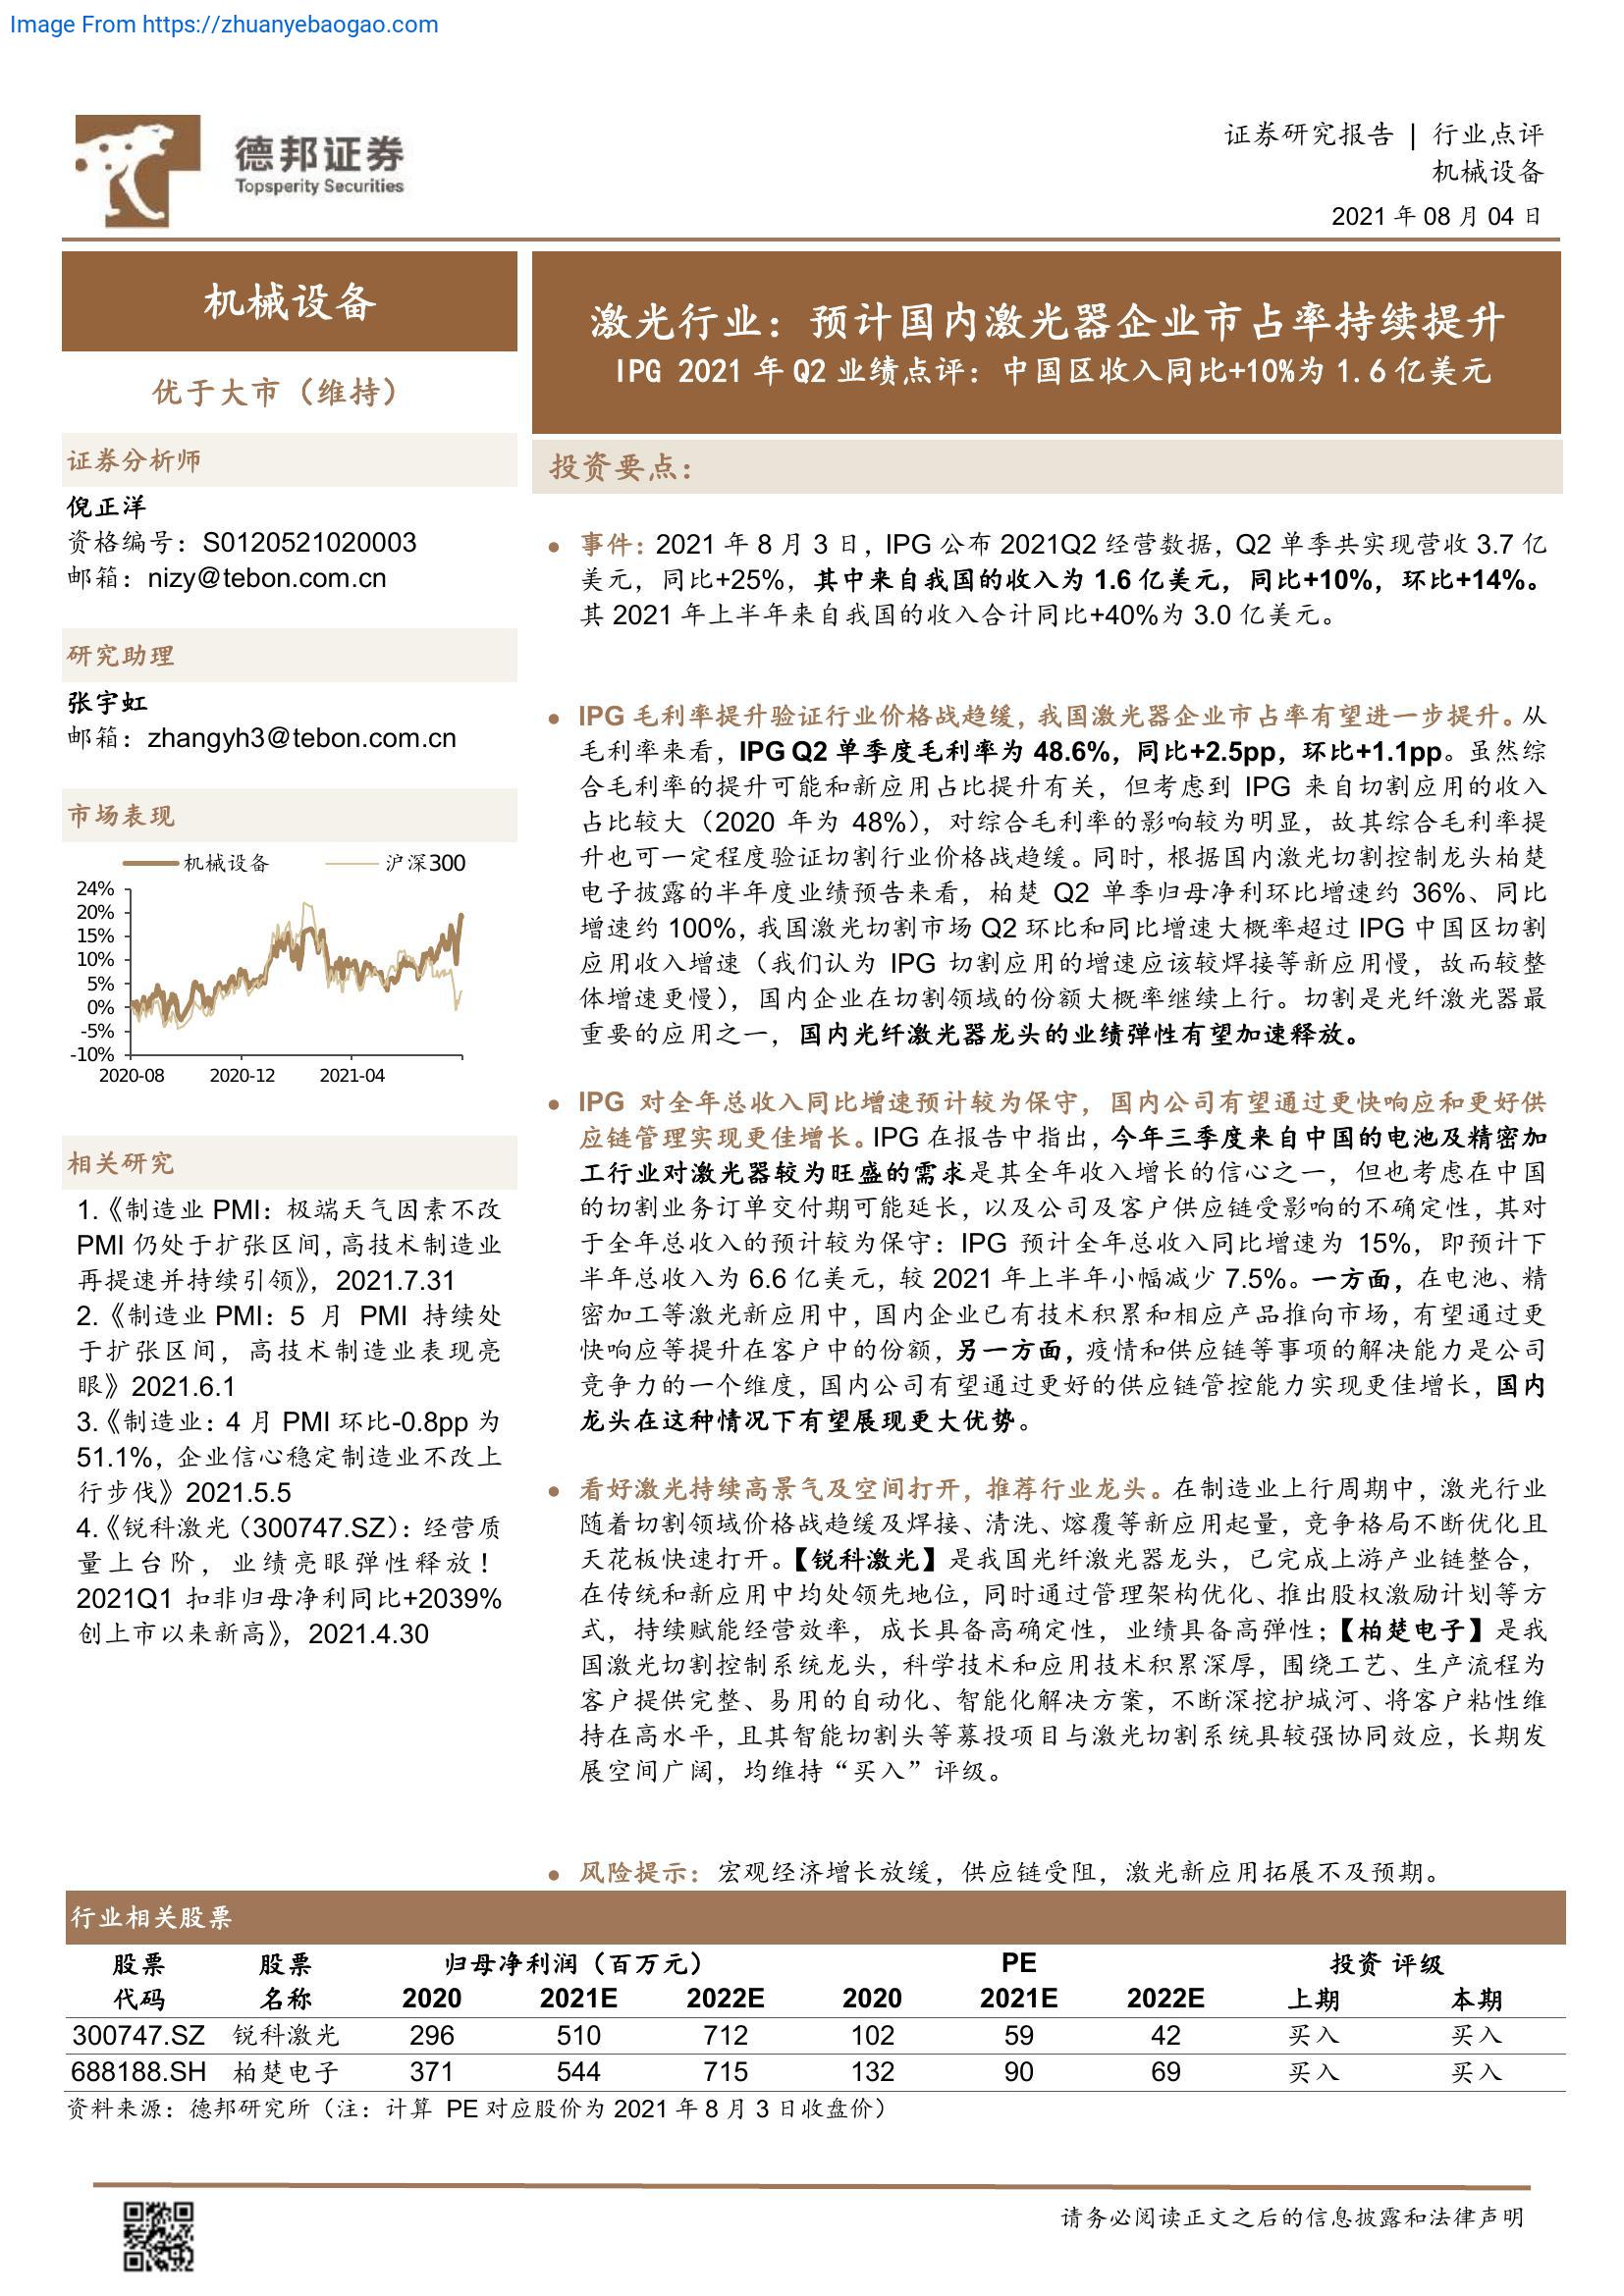 Image From https://zhuanyebaogao.com
德邦证券
Topsperity Securities
证券研究报告 | 行业点评
机械设备
2021 年 08 月 04 日
机械设备
优于大市（维持）
证券分析师
倪正洋
资格编号：S0120521020003
邮箱：nizy@tebon.com.cn
研究助理
张宇虹
邮箱：zhangyh3@tebon.com.cn
市场表现
机械设备 沪深300
24%
20%
15%
10%
5%
0%
-5%
-10%
2020-08 2020-12 2021-04
相关研究
1.《制造业 PMI：极端天气因素不改
PMI 仍处于扩张区间，高技术制造业
再提速并持续引领》，2021.7.31
2.《制造业 PMI：5 月 PMI 持续处
于扩张区间，高技术制造业表现亮
眼》2021.6.1
3.《制造业：4 月 PMI 环比-0.8pp 为
51.1%，企业信心稳定制造业不改上
行步伐》2021.5.5
4.《锐科激光（300747.SZ）：经营质
量上台阶，业绩亮眼弹性释放！
2021Q1 扣非归母净利同比+2039%
创上市以来新高》，2021.4.30
激光行业：预计国内激光器企业市占率持续提升
IPG 2021 年 Q2 业绩点评：中国区收入同比+10%为 1.6 亿美元
投资要点：
● 事件：2021 年 8 月 3 日，IPG 公布 2021Q2 经营数据，Q2 单季共实现营收 3.7 亿
美元，同比+25%，其中来自我国的收入为 1.6 亿美元，同比+10%，环比+14%。
其 2021 年上半年来自我国的收入合计同比+40%为 3.0 亿美元。
● IPG 毛利率提升验证行业价格战趋缓，我国激光器企业市占率有望进一步提升。从
毛利率来看，IPG Q2 单季度毛利率为 48.6%，同比+2.5pp，环比+1.1pp。虽然综
合毛利率的提升可能和新应用占比提升有关，但考虑到 IPG 来自切割应用的收入
占比较大（2020 年为 48%），对综合毛利率的影响较为明显，故其综合毛利率提
升也可一定程度验证切割行业价格战趋缓。同时，根据国内激光切割控制龙头柏楚
电子披露的半年度业绩预告来看，柏楚 Q2 单季归母净利环比增速约 36%、同比
增速约 100%，我国激光切割市场 Q2 环比和同比增速大概率超过 IPG 中国区切割
应用收入增速（我们认为 IPG 切割应用的增速应该较焊接等新应用慢，故而较整
体增速更慢），国内企业在切割领域的份额大概率继续上行。切割是光纤激光器最
重要的应用之一，国内光纤激光器龙头的业绩弹性有望加速释放。
● IPG 对全年总收入同比增速预计较为保守，国内公司有望通过更快响应和更好供
应链管理实现更佳增长。IPG 在报告中指出，今年三季度来自中国的电池及精密加
工行业对激光器较为旺盛的需求是其全年收入增长的信心之一，但也考虑在中国
的切割业务订单交付期可能延长，以及公司及客户供应链受影响的不确定性，其对
于全年总收入的预计较为保守：IPG 预计全年总收入同比增速为 15%，即预计下
半年总收入为 6.6 亿美元，较 2021 年上半年小幅减少 7.5%。一方面，在电池、精
密加工等激光新应用中，国内企业已有技术积累和相应产品推向市场，有望通过更
快响应等提升在客户中的份额，另一方面，疫情和供应链等事项的解决能力是公司
竞争力的一个维度，国内公司有望通过更好的供应链管控能力实现更佳增长，国内
龙头在这种情况下有望展现更大优势。
● 看好激光持续高景气及空间打开，推荐行业龙头。在制造业上行周期中，激光行业
随着切割领域价格战趋缓及焊接、清洗、熔覆等新应用起量，竞争格局不断优化且
天花板快速打开。【锐科激光】是我国光纤激光器龙头，已完成上游产业链整合，
在传统和新应用中均处领先地位，同时通过管理架构优化、推出股权激励计划等方
式，持续赋能经营效率，成长具备高确定性，业绩具备高弹性；【柏楚电子】是我
国激光切割控制系统龙头，科学技术和应用技术积累深厚，围绕工艺、生产流程为
客户提供完整、易用的自动化、智能化解决方案，不断深挖护城河、将客户粘性维
持在高水平，且其智能切割头等募投项目与激光切割系统具较强协同效应，长期发
展空间广阔，均维持“买入”评级。
● 风险提示：宏观经济增长放缓，供应链受阻，激光新应用拓展不及预期。
行业相关股票
股票 股票 归母净利润（百万元） PE 投资 评级
代码 名称 2020 2021E 2022E 2020 2021E 2022E 上期 本期
300747.SZ 锐科激光 296 510 712 102 59 42 买入 买入
688188.SH 柏楚电子 371 544 715 132 90 69 买入 买入
资料来源：德邦研究所（注：计算 PE 对应股价为 2021 年 8 月 3 日收盘价）
请务必阅读正文之后的信息披露和法律声明